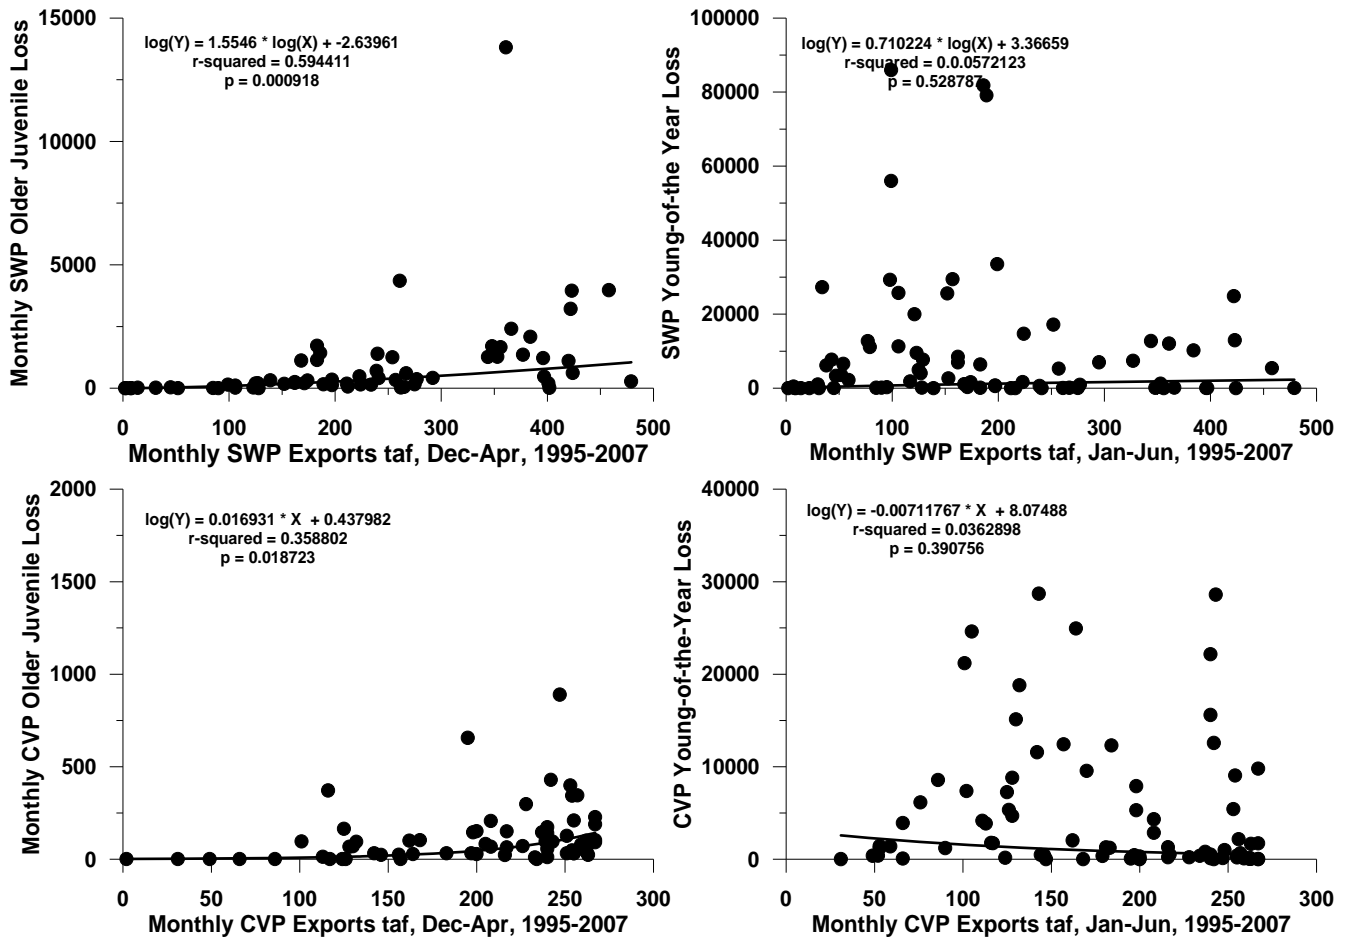 15000
10000
5000
0
Monthly SWP Older Juvenile Loss
log(Y) = 1.5546 * log(X) + -2.63961
r-squared = 0.594411
p = 0.000918
0 100 200 300 400 500
Monthly SWP Exports taf, Dec-Apr, 1995-2007
100000
80000
60000
40000
20000
0
SWP Young-of-the Year Loss
log(Y) = 0.710224 * log(X) + 3.36659
r-squared = 0.0.0572123
p = 0.528787
0 100 200 300 400 500
Monthly SWP Exports taf, Jan-Jun, 1995-2007
2000
1500
1000
500
0
Monthly CVP Older Juvenile Loss
log(Y) = 0.016931 * X + 0.437982
r-squared = 0.358802
p = 0.018723
0 50 100 150 200 250 300
Monthly CVP Exports taf, Dec-Apr, 1995-2007
40000
30000
20000
10000
0
CVP Young-of-the-Year Loss
log(Y) = -0.00711767 * X + 8.07488
r-squared = 0.0362898
p = 0.390756
0 50 100 150 200 250 300
Monthly CVP Exports taf, Jan-Jun, 1995-2007